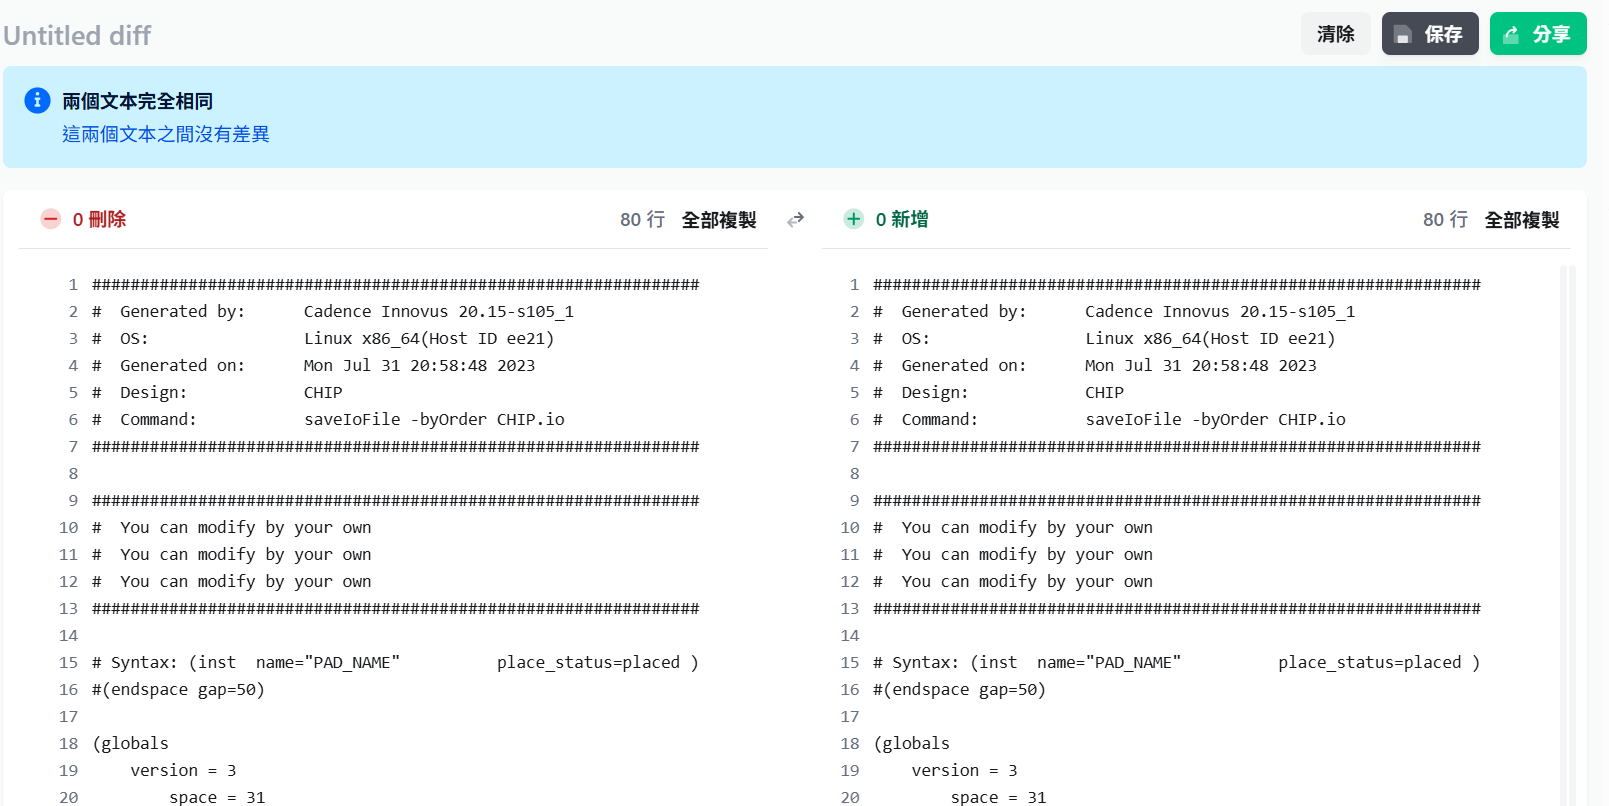 Untitled diff
清除
保存
分享
兩個文本完全相同
這兩個文本之間沒有差異
0 刪除
80 行
全部複製
0 新增
80 行
全部複製
1 ###############################################################
2 #  Generated by:      Cadence Innovus 20.15-s105_1
3 #  OS:                Linux x86_64(Host ID ee21)
4 #  Generated on:      Mon Jul 31 20:58:48 2023
5 #  Design:            CHIP
6 #  Command:           saveIoFile -byOrder CHIP.io
7 ###############################################################
8
9 ###############################################################
10 #  You can modify by your own
11 #  You can modify by your own
12 #  You can modify by your own
13 ###############################################################
14
15 # Syntax: (inst  name="PAD_NAME"          place_status=placed )
16 #(endspace gap=50)
17
18 (globals
19     version = 3
20         space = 31
1 ###############################################################
2 #  Generated by:      Cadence Innovus 20.15-s105_1
3 #  OS:                Linux x86_64(Host ID ee21)
4 #  Generated on:      Mon Jul 31 20:58:48 2023
5 #  Design:            CHIP
6 #  Command:           saveIoFile -byOrder CHIP.io
7 ###############################################################
8
9 ###############################################################
10 #  You can modify by your own
11 #  You can modify by your own
12 #  You can modify by your own
13 ###############################################################
14
15 # Syntax: (inst  name="PAD_NAME"          place_status=placed )
16 #(endspace gap=50)
17
18 (globals
19     version = 3
20         space = 31